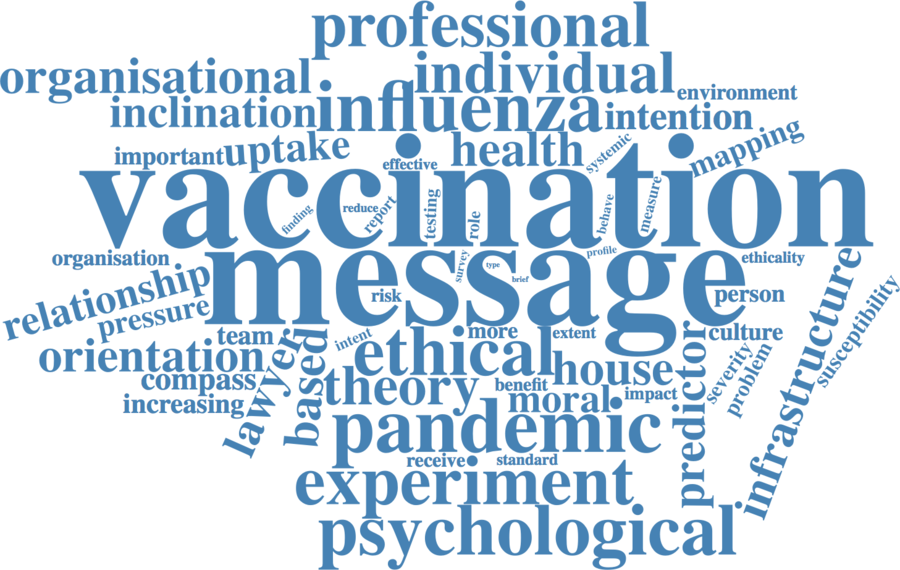 professional
organisational
individual
environment
inclination
influenza
intention
important
uptake
effective
health
systemic
mapping
vaccination
finding
reduce
report
testing
role
behave
measure
organisation
survey
type
brief
profile
ethicality
message
relationship
pressure
risk
person
infrastructure
susceptibility
team
intent
more
extent
culture
orientation
lawyer
based
ethical
house
predictor
severity
problem
compass
theory
benefit
moral
impact
increasing
pandemic
receive
standard
experiment
psychological